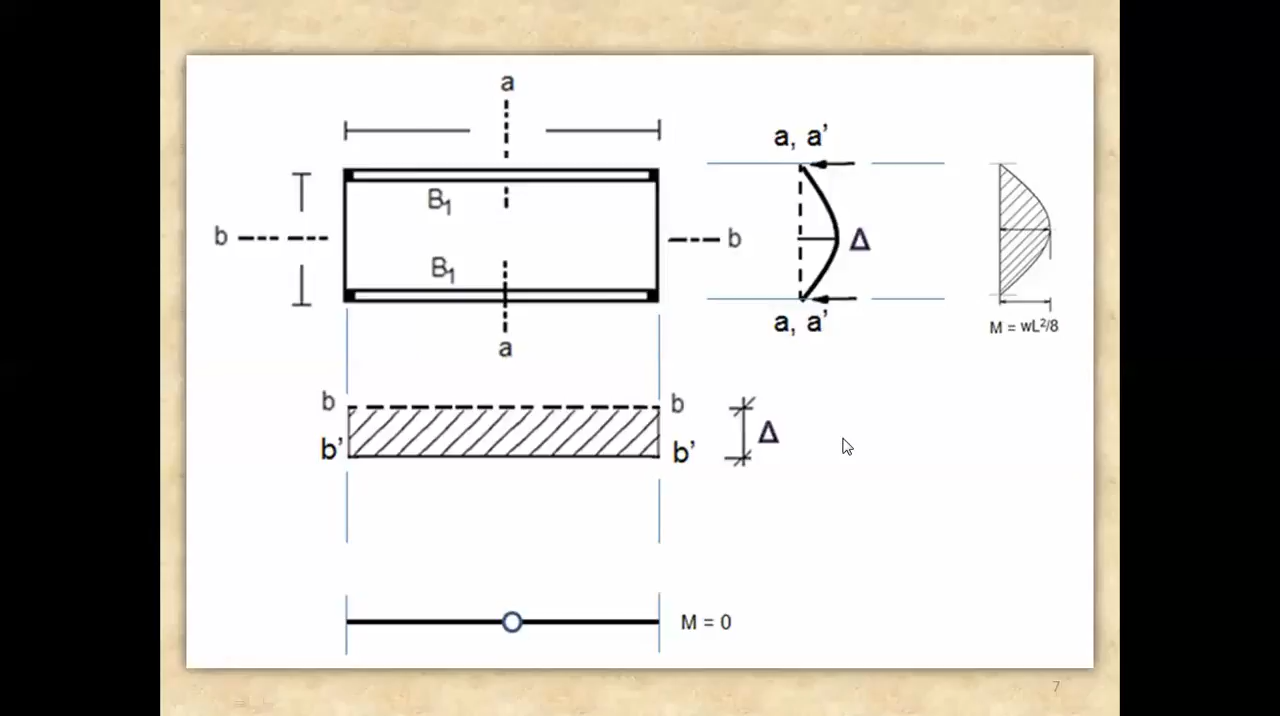 a
a, a’
B₁
b
b
Δ
B₁
a, a’
M = wL²/8
a
b
b
Δ
b’
b’
M = 0
7